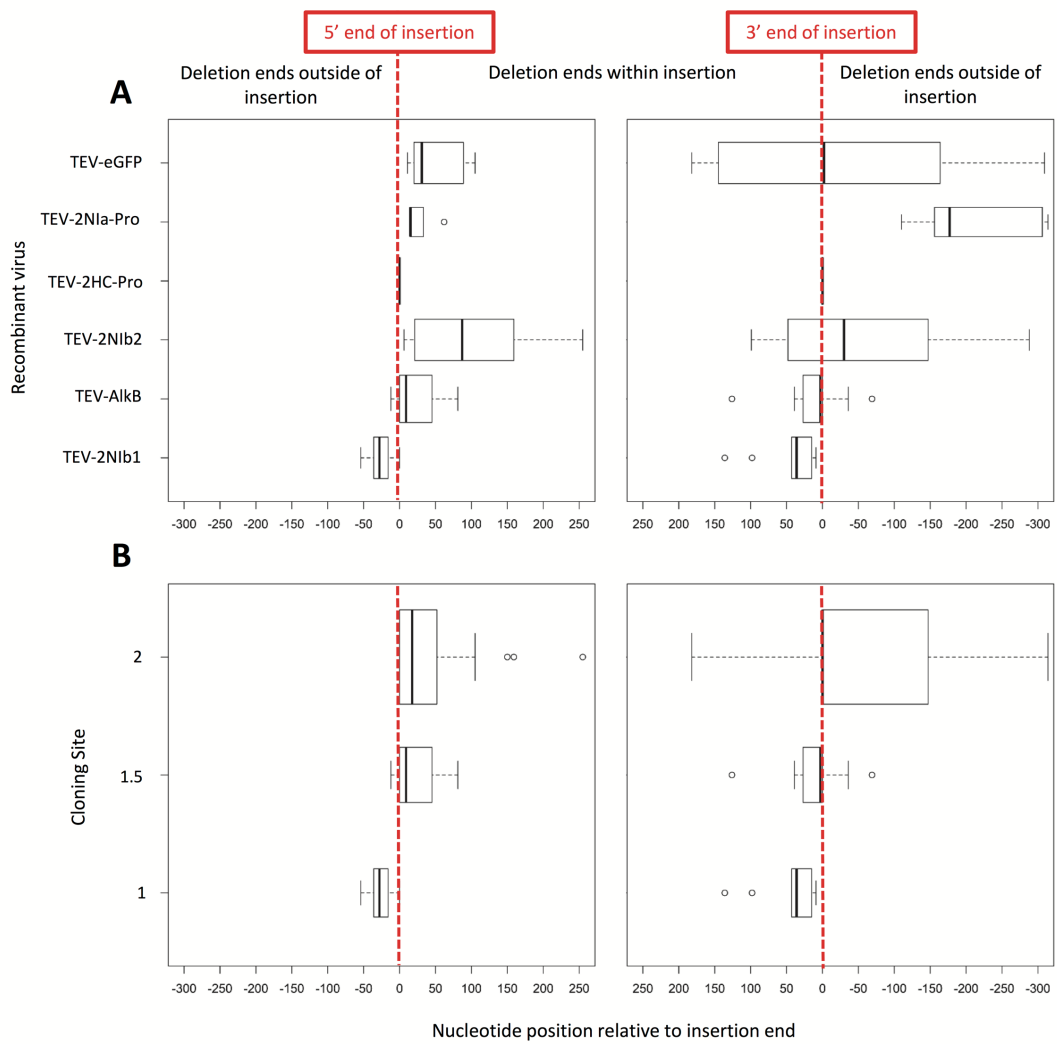 5’ end of insertion
3’ end of insertion
Deletion ends outside of
insertion
Deletion ends within insertion
Deletion ends outside of
insertion
A
Recombinant virus
TEV-eGFP
TEV-2NIa-Pro
TEV-2HC-Pro
TEV-2NIb2
TEV-AlkB
TEV-2NIb1
-300 -250 -200 -150 -100 -50 0 50 100 150 200 250
250 200 150 100 50 0 -50 -100 -150 -200 -250 -300
B
Cloning Site
2
1.5
1
-300 -250 -200 -150 -100 -50 0 50 100 150 200 250
250 200 150 100 50 0 -50 -100 -150 -200 -250 -300
Nucleotide position relative to insertion end